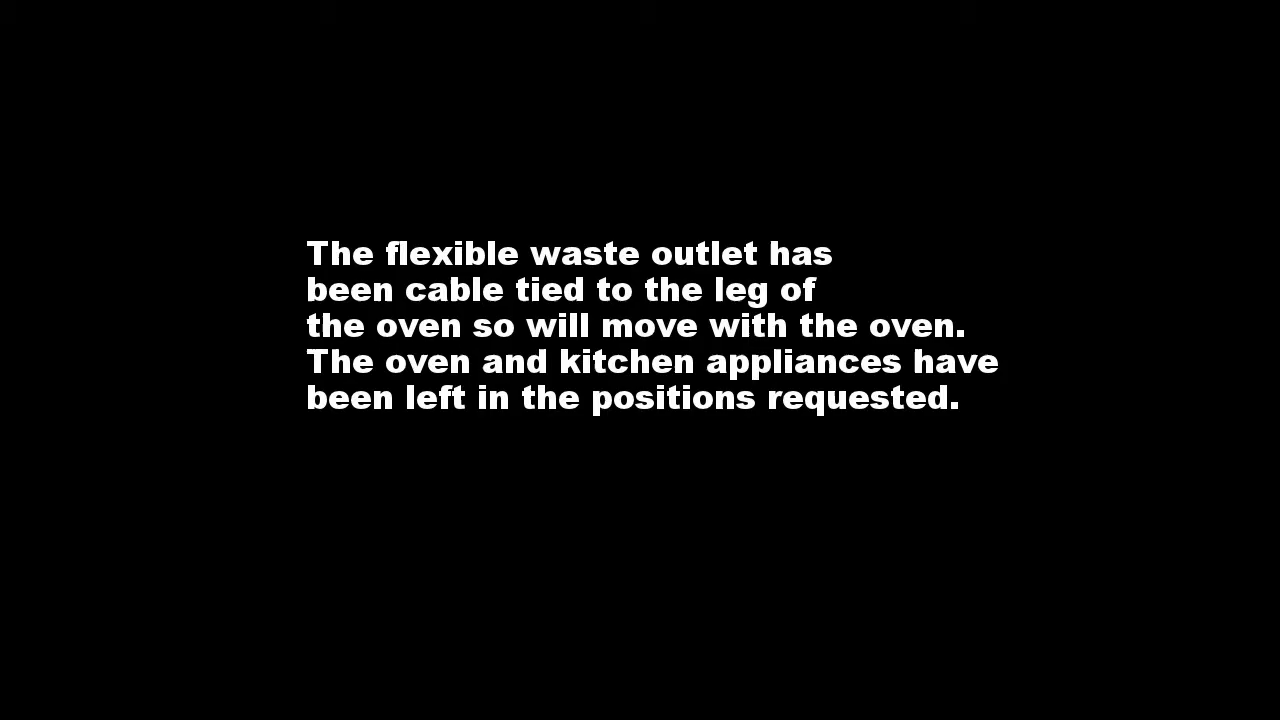 The flexible waste outlet has
been cable tied to the leg of
the oven so will move with the oven.
The oven and kitchen appliances have
been left in the positions requested.